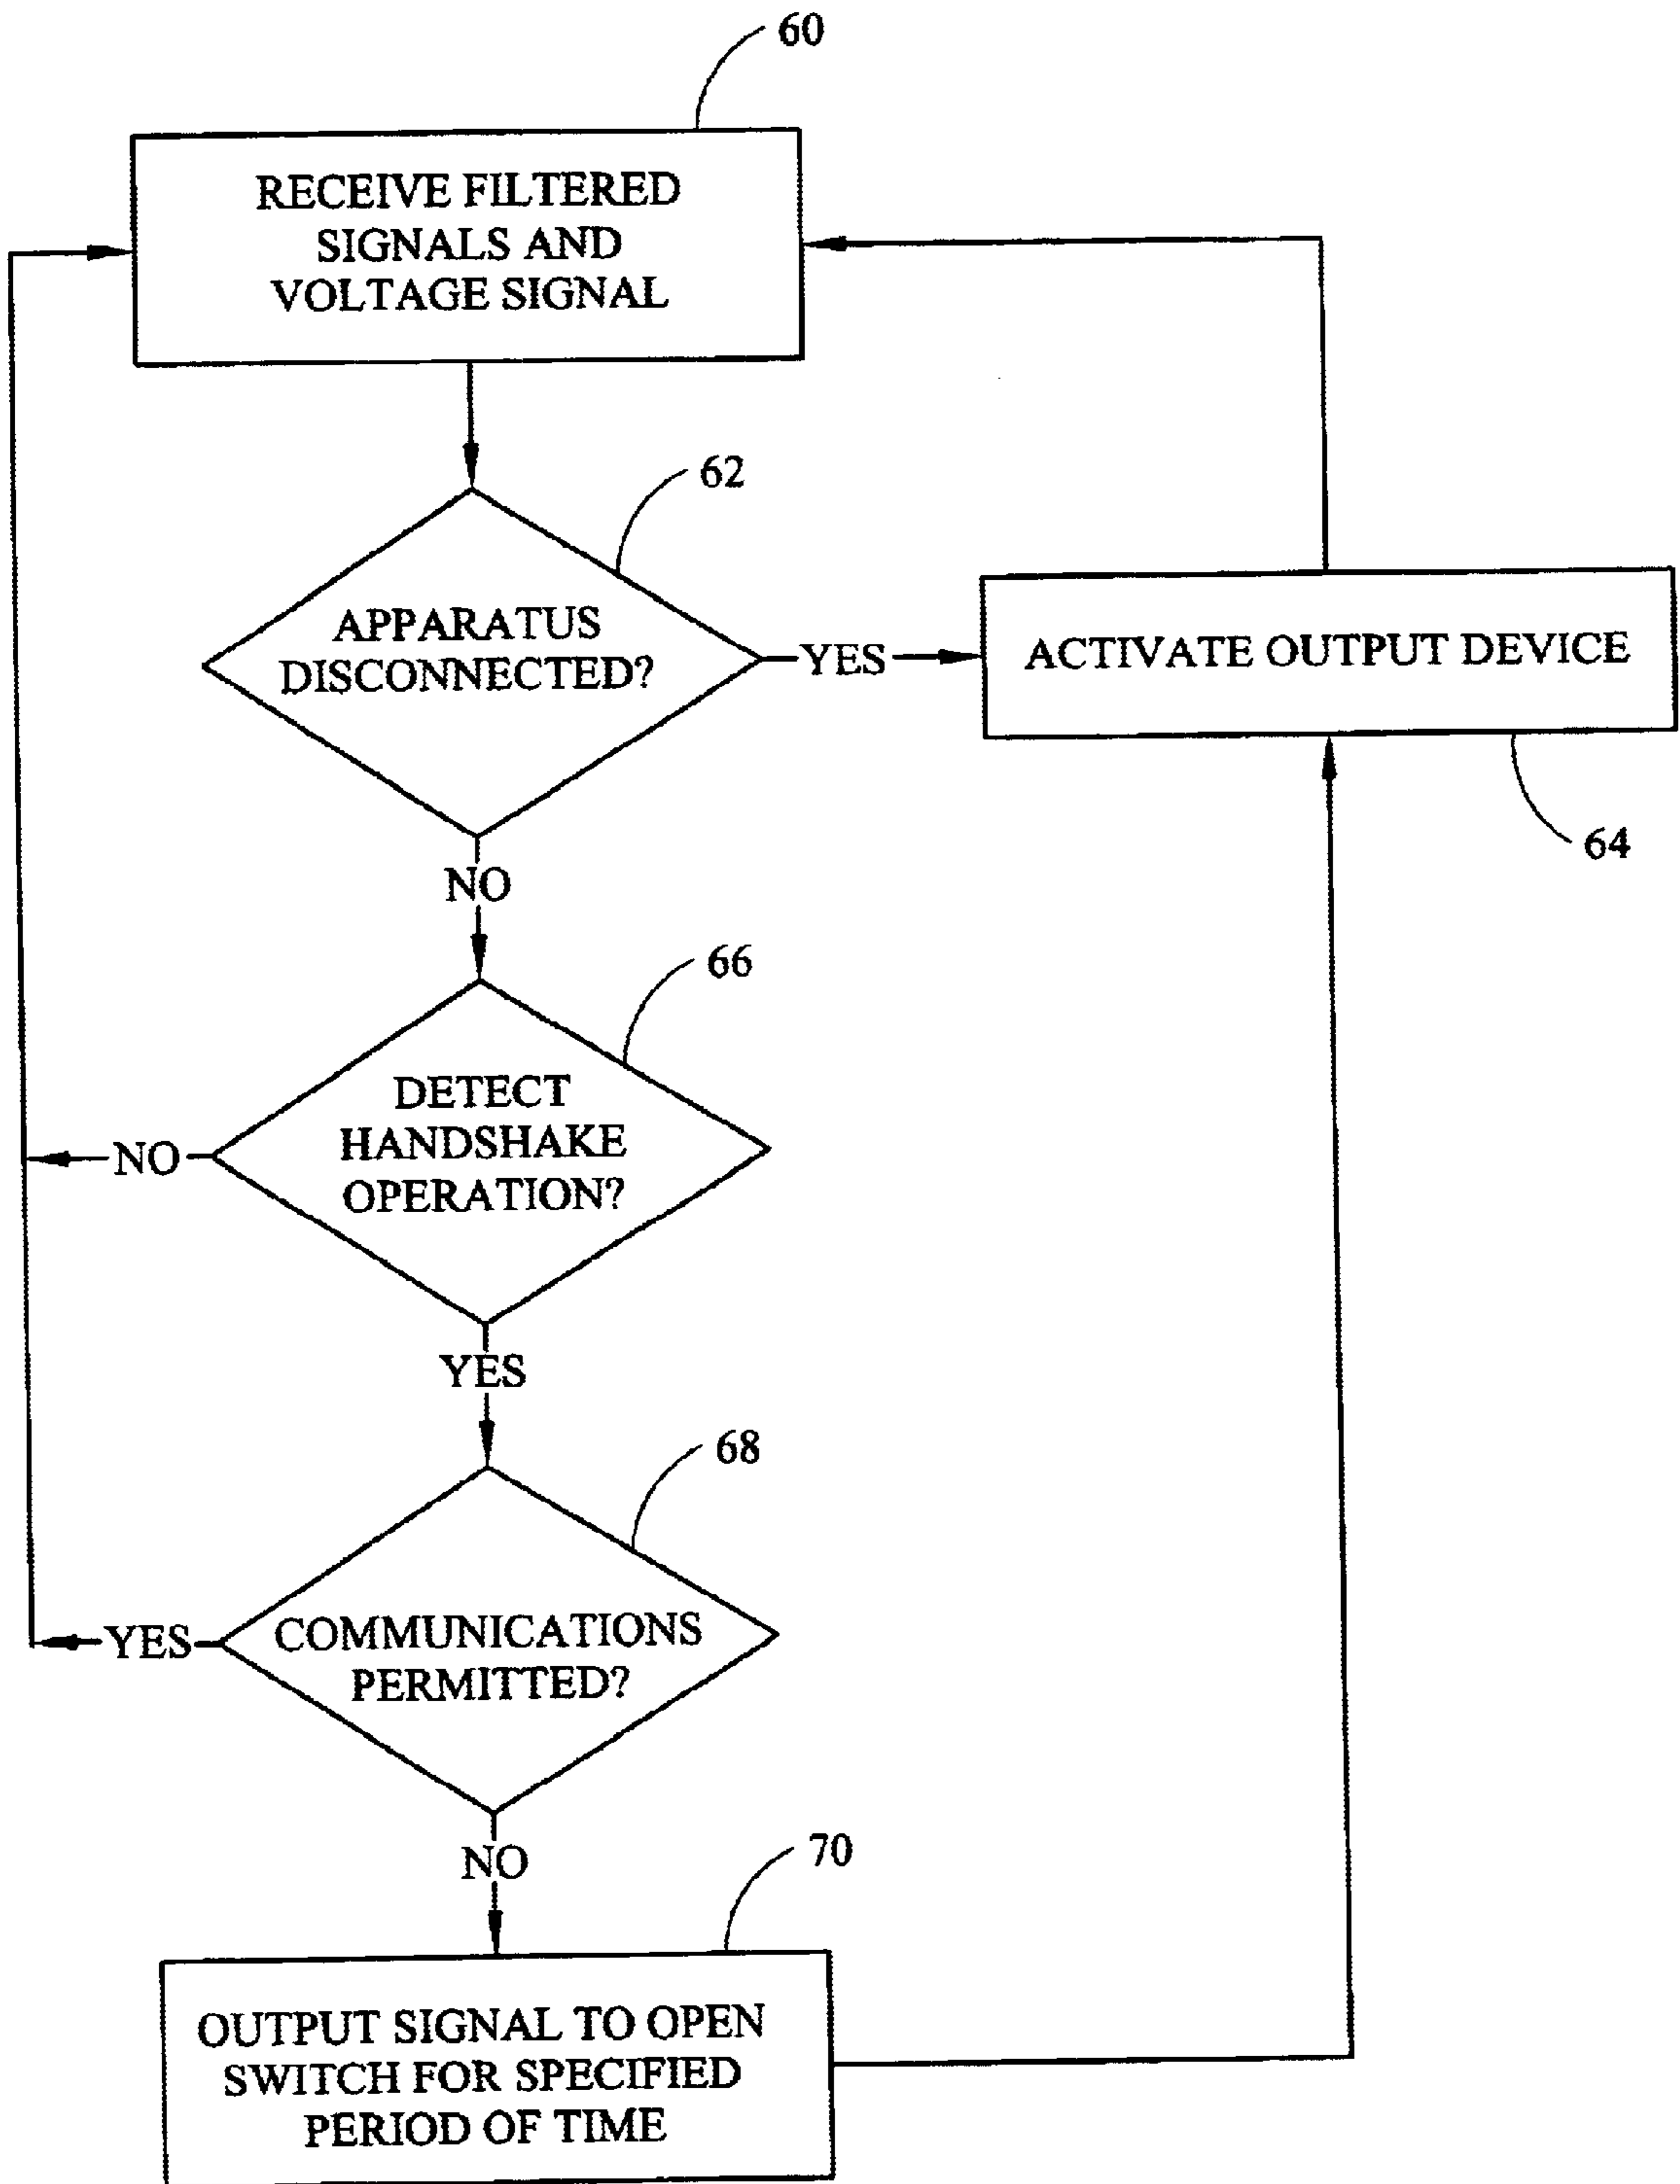 60
RECEIVE FILTERED
SIGNALS AND
VOLTAGE SIGNAL
62
APPARATUS
DISCONNECTED?
YES
ACTIVATE OUTPUT DEVICE
64
NO
66
DETECT
HANDSHAKE
OPERATION?
NO
YES
68
COMMUNICATIONS
PERMITTED?
YES
NO
70
OUTPUT SIGNAL TO OPEN
SWITCH FOR SPECIFIED
PERIOD OF TIME